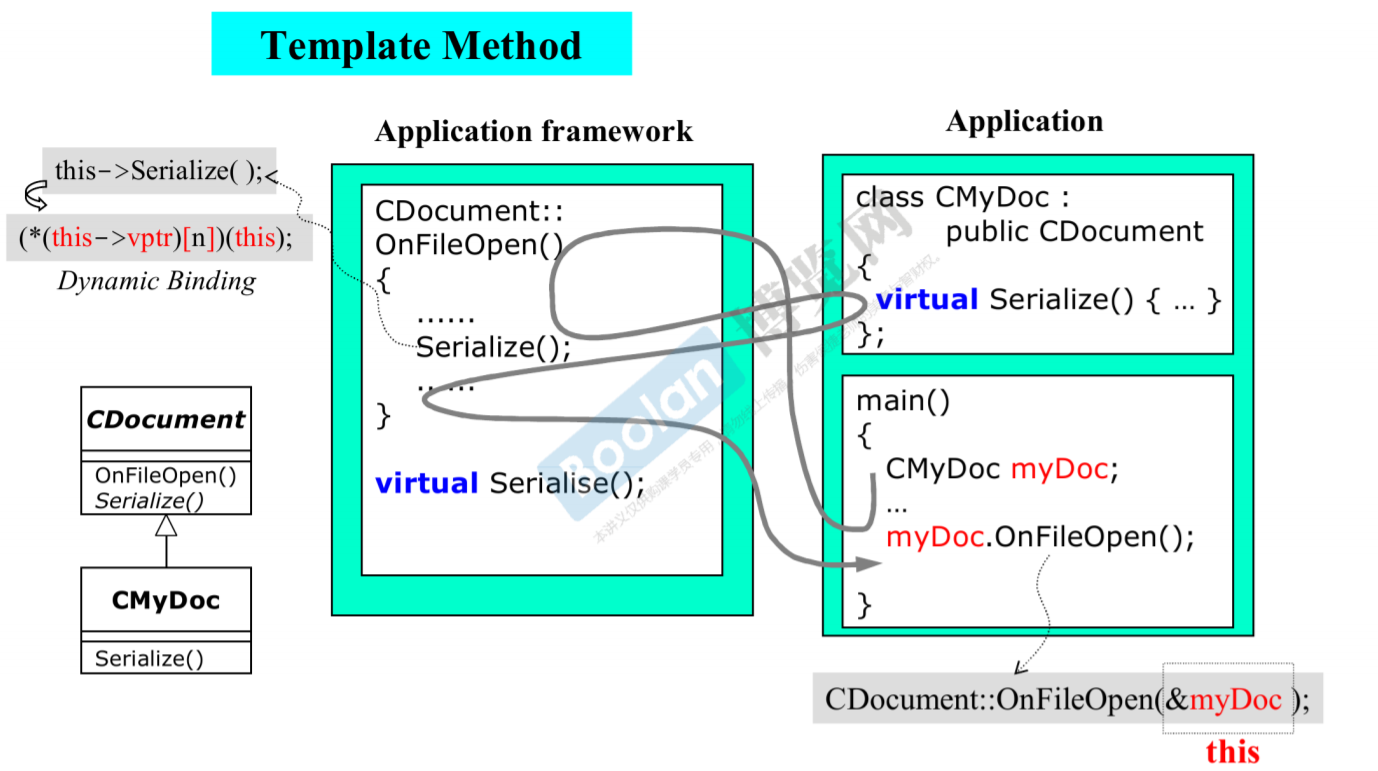 Template Method
Application framework
Application
this->Serialize( );
(*(this->vptr)[n])(this);
Dynamic Binding
CDocument::
OnFileOpen()
{
......
Serialize();
......
}
virtual Serialise();
class CMyDoc :
public CDocument
{
virtual Serialize() { ... }
};
main()
{
CMyDoc myDoc;
...
myDoc.OnFileOpen();
}
CDocument
OnFileOpen()
Serialize()
CMyDoc
Serialize()
CDocument::OnFileOpen(&myDoc );
this
Boolan 博览网